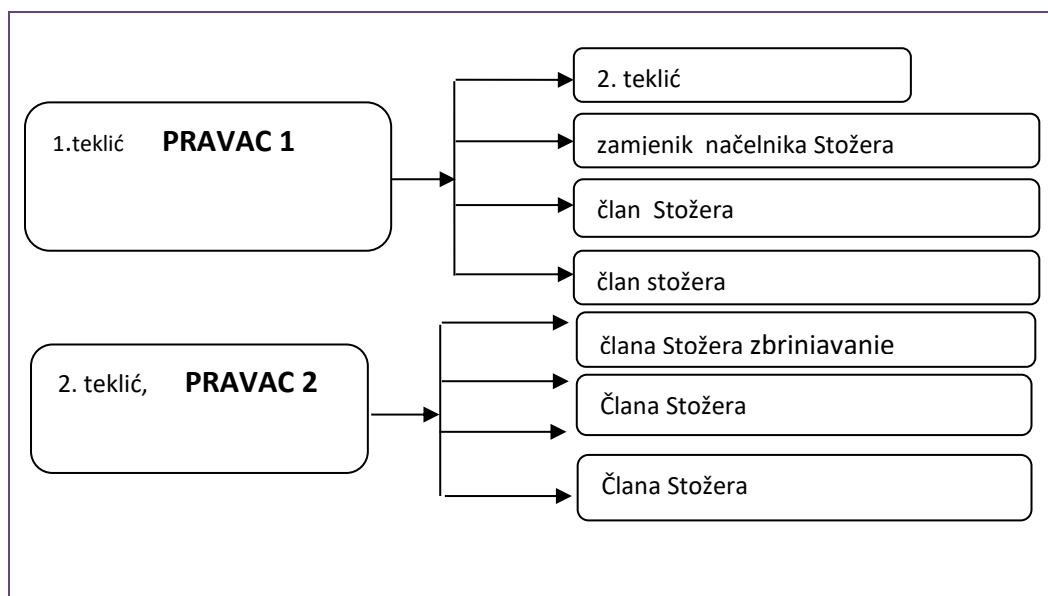 1.teklić PRAVAC 1
2. teklić
zamjenik načelnika Stožera
član Stožera
član stožera
2. teklić, PRAVAC 2
člana Stožera zbrinjavanje
Člana Stožera
Člana Stožera